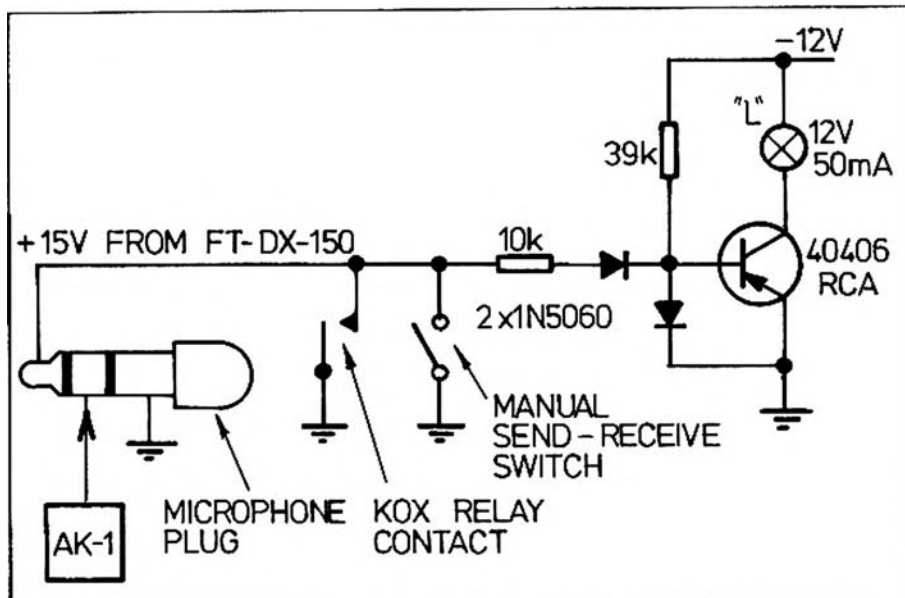 -12V
"L"
12V
50mA
39k
+15V FROM FT-DX-150
10k
40406
RCA
2x1N5060
MANUAL
SEND-RECEIVE
SWITCH
MICROPHONE
PLUG
KOX RELAY
CONTACT
AK-1